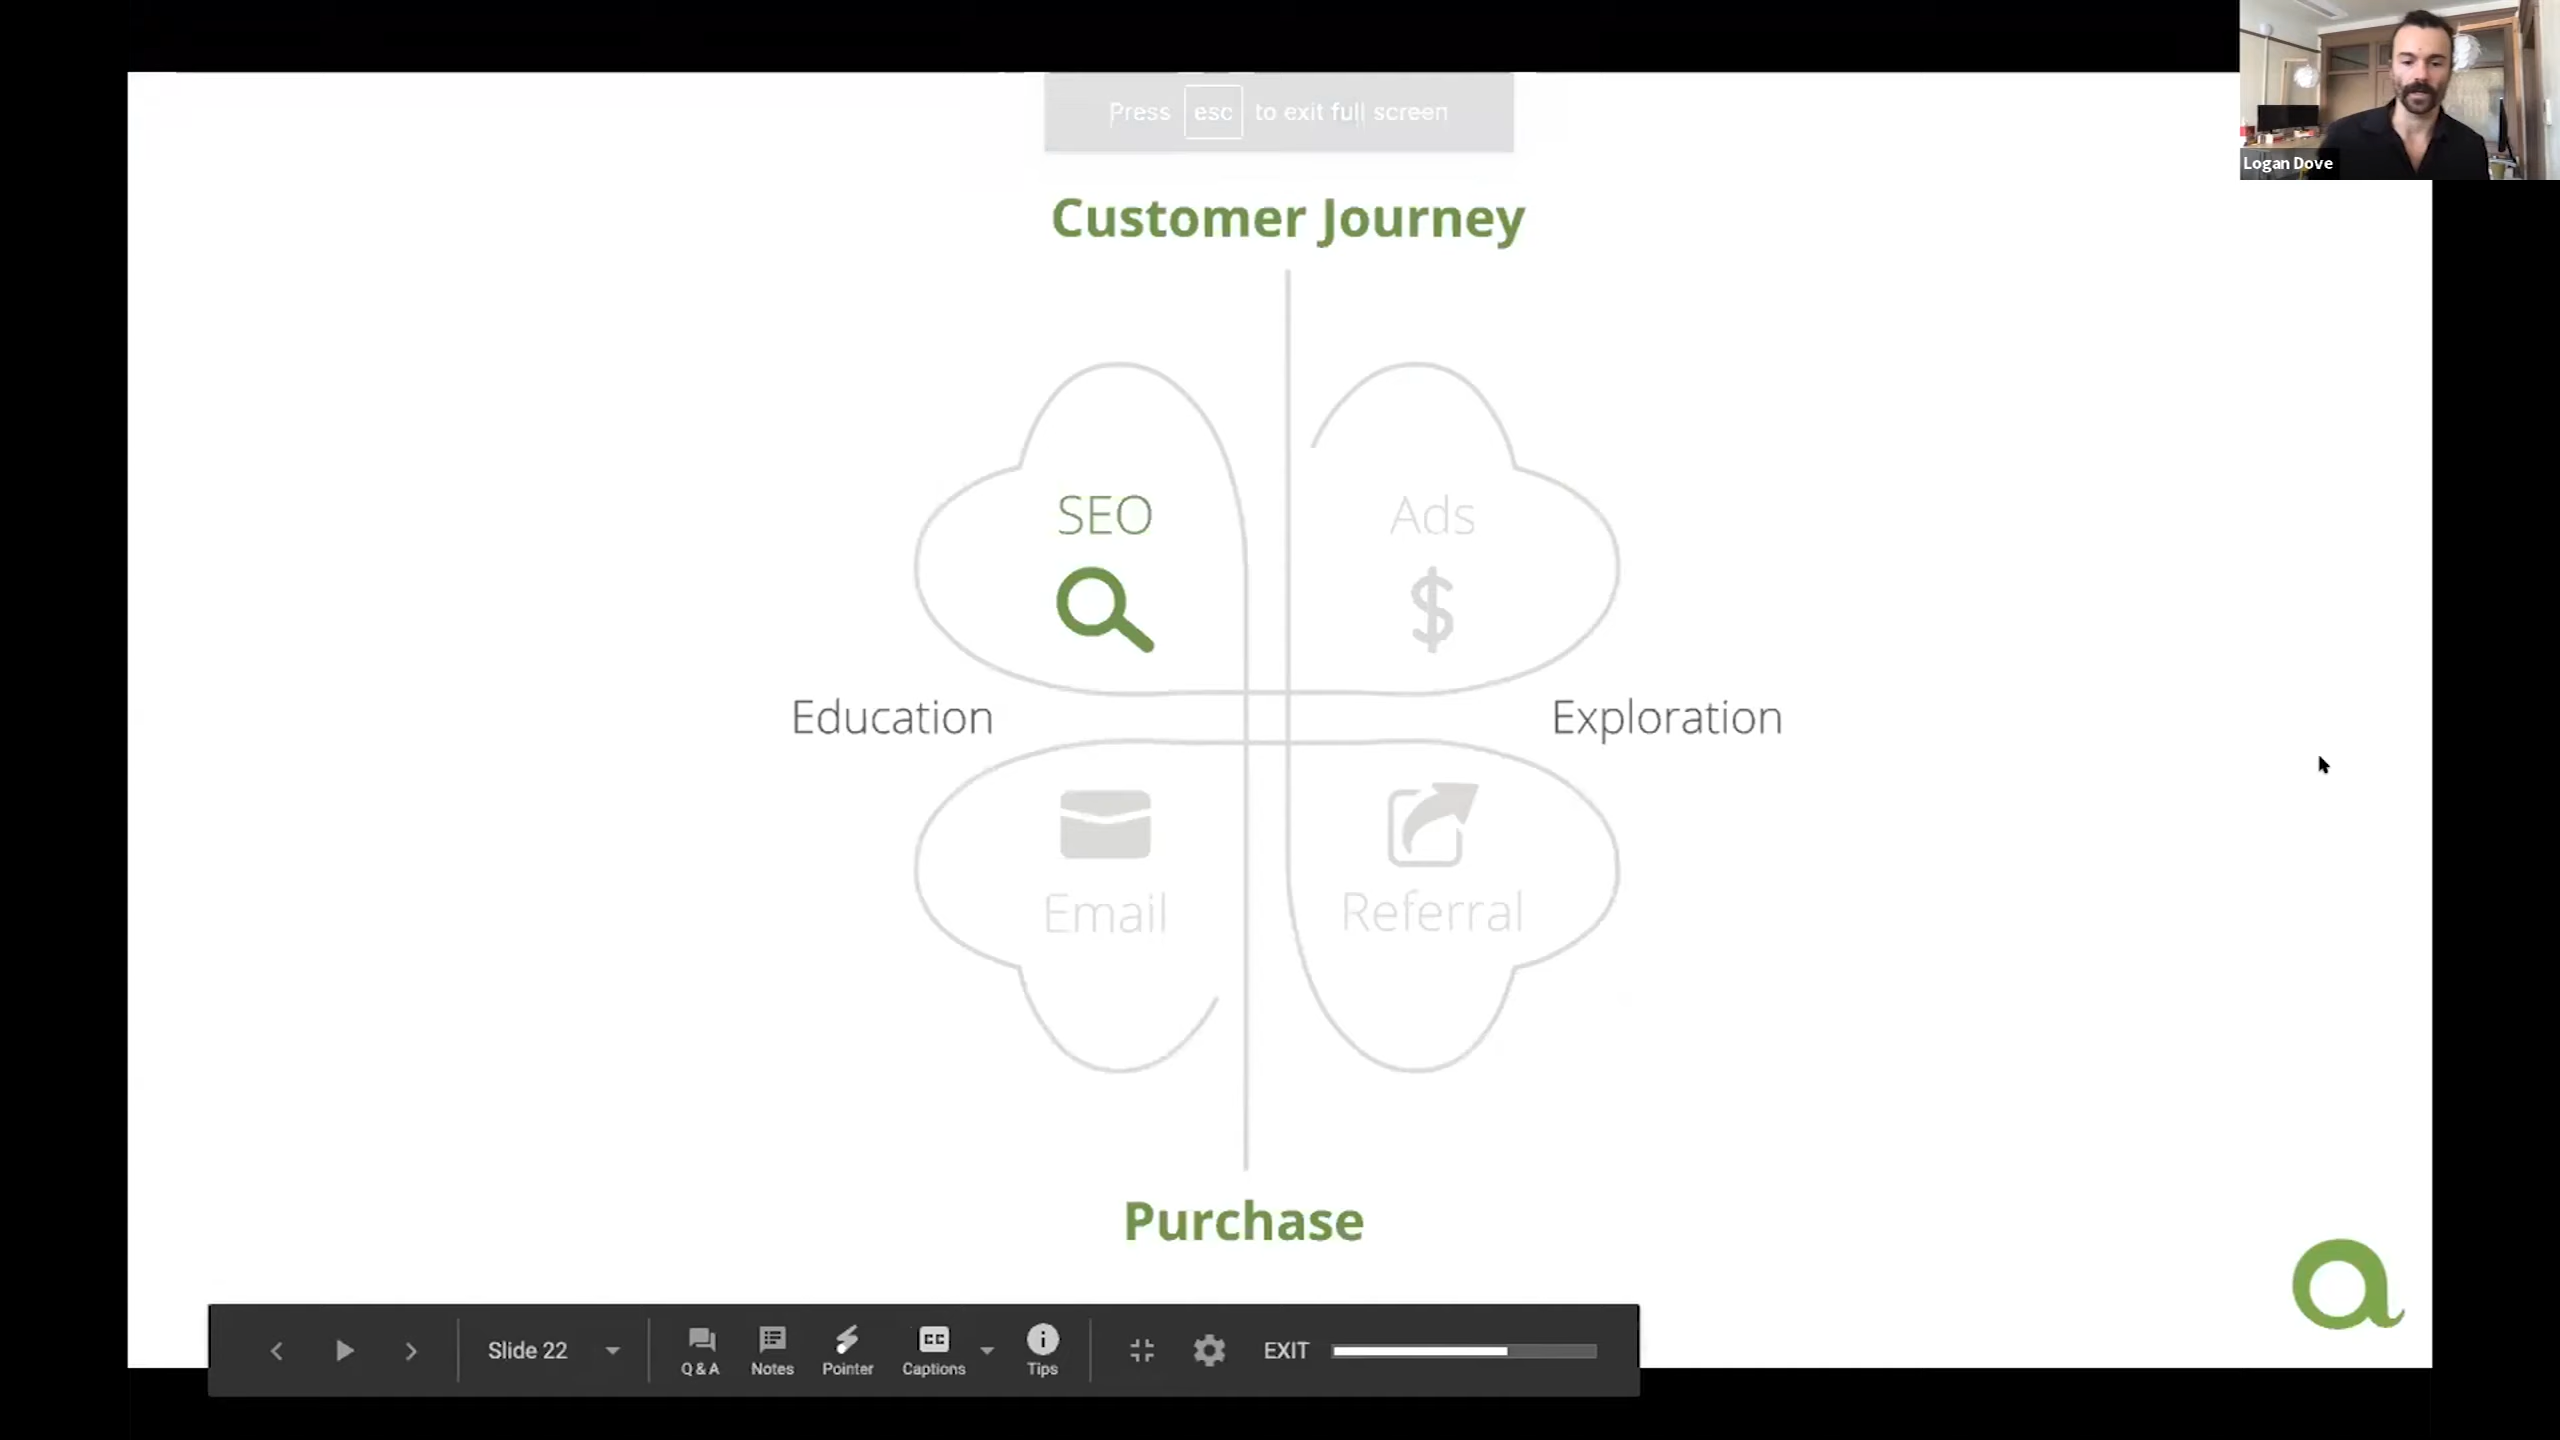 Press esc to exit full screen
Logan Dove
Customer Journey
SEO
Ads
$
Education
Exploration
Email
Referral
Purchase
a
Slide 22
Q & A
Notes
Pointer
CC
Captions
Tips
EXIT